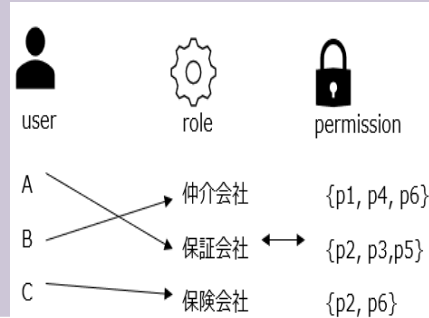 user role permission
A 仲介会社 {p1, p4, p6}
B 保証会社 {p2, p3,p5}
C 保険会社 {p2, p6}